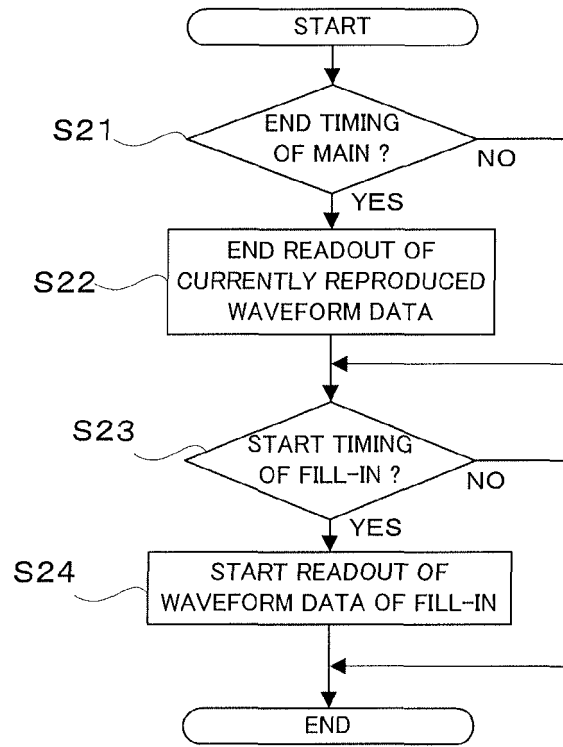 START
S21
END TIMING
OF MAIN ?
NO
YES
S22
END READOUT OF
CURRENTLY REPRODUCED
WAVEFORM DATA
S23
START TIMING
OF FILL-IN ?
NO
YES
S24
START READOUT OF
WAVEFORM DATA OF FILL-IN
END